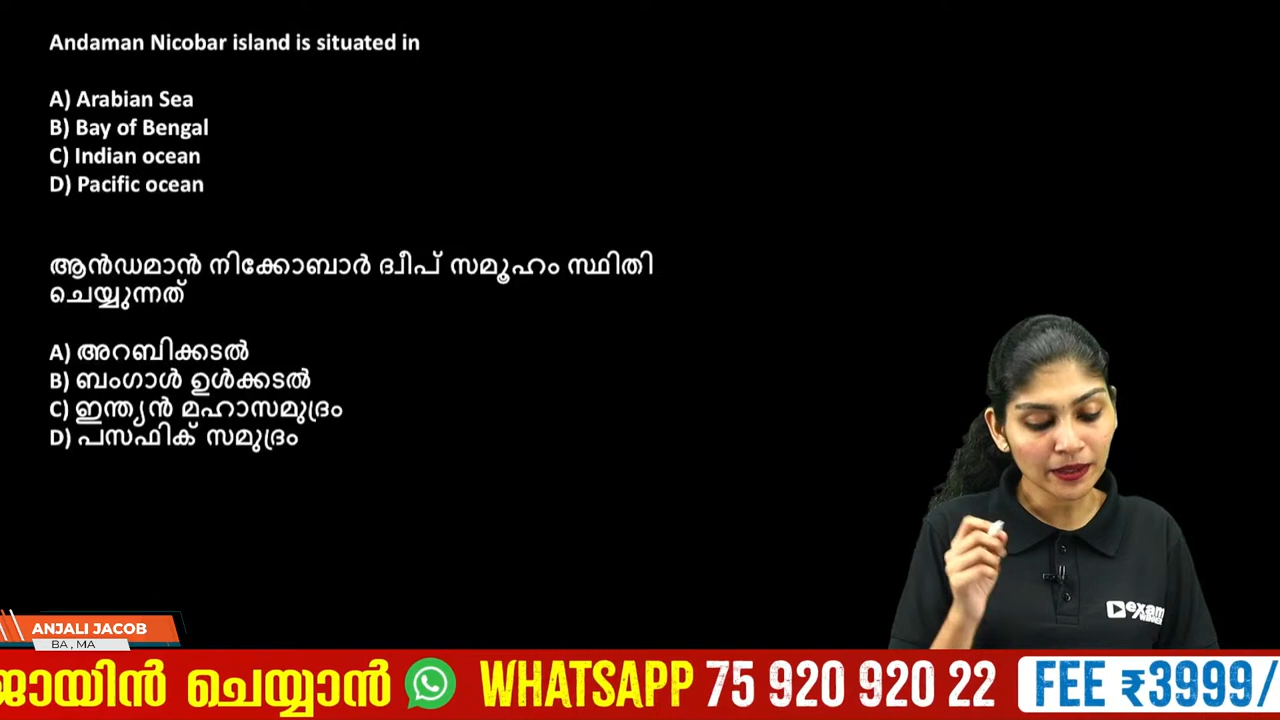 Andaman Nicobar island is situated in
A) Arabian Sea
B) Bay of Bengal
C) Indian ocean
D) Pacific ocean
ആൻഡമാൻ നിക്കോബാർ ദ്വീപ് സമൂഹം സ്ഥിതി
ചെയ്യുന്നത്
A) അറബിക്കടൽ
B) ബംഗാൾ ഉൾക്കടൽ
C) ഇന്ത്യൻ മഹാസമുദ്രം
D) പസഫിക് സമുദ്രം
exam
WINNER
ANJALI JACOB
BA , MA
ജോയിൻ ചെയ്യാൻ WHATSAPP 75 920 920 22 FEE ₹3999/